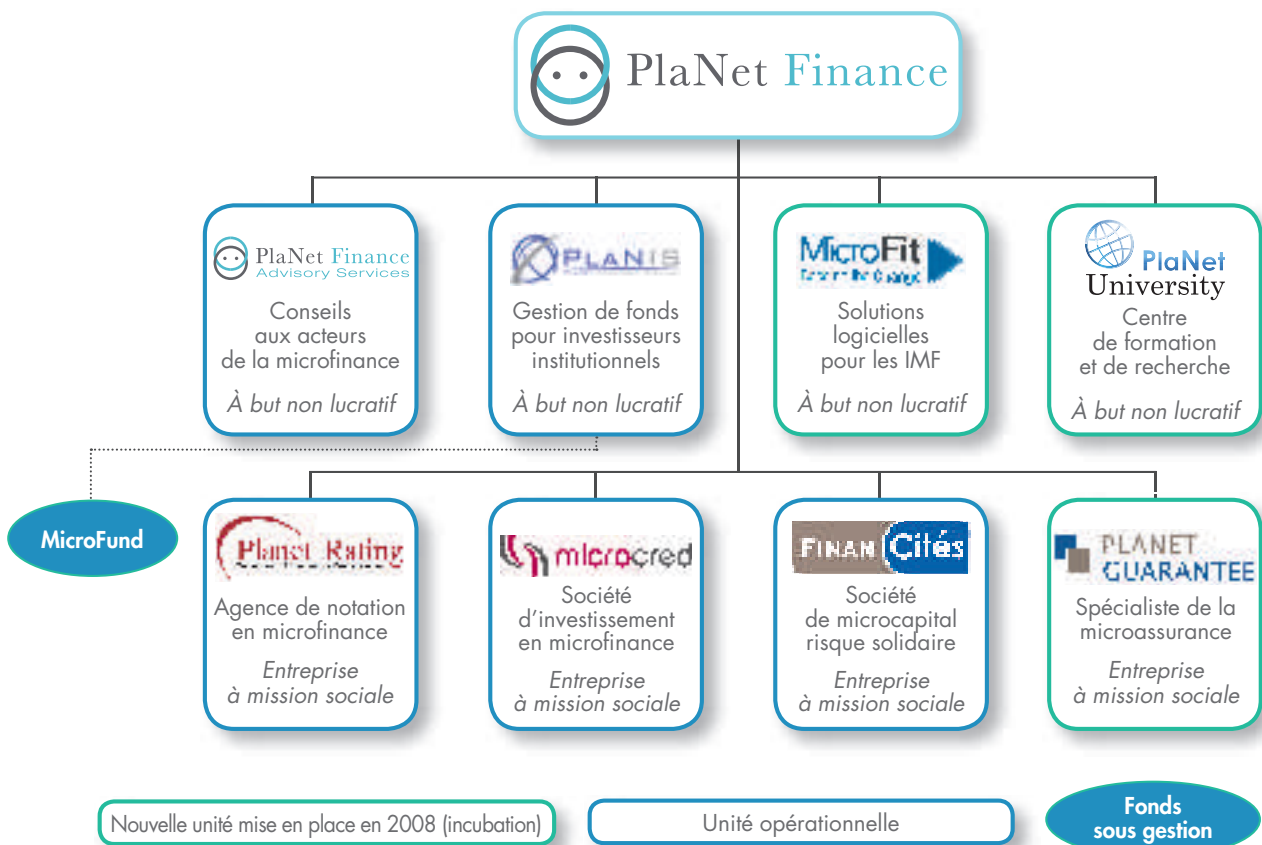 PlaNet Finance
PlaNet Finance
Advisory Services
Conseils
aux acteurs
de la microfinance
À but non lucratif
PLANIS
Gestion de fonds
pour investisseurs
institutionnels
À but non lucratif
MicroFit
Solutions
logicielles
pour les IMF
À but non lucratif
PlaNet
University
Centre
de formation
et de recherche
À but non lucratif
MicroFund
Planet Rating
Agence de notation
en microfinance
Entreprise
à mission sociale
microcred
Société
d'investissement
en microfinance
Entreprise
à mission sociale
FINANCités
Société
de microcapital
risque solidaire
Entreprise
à mission sociale
PLANET
GUARANTEE
Spécialiste de la
microassurance
Entreprise
à mission sociale
Nouvelle unité mise en place en 2008 (incubation)
Unité opérationnelle
Fonds
sous gestion